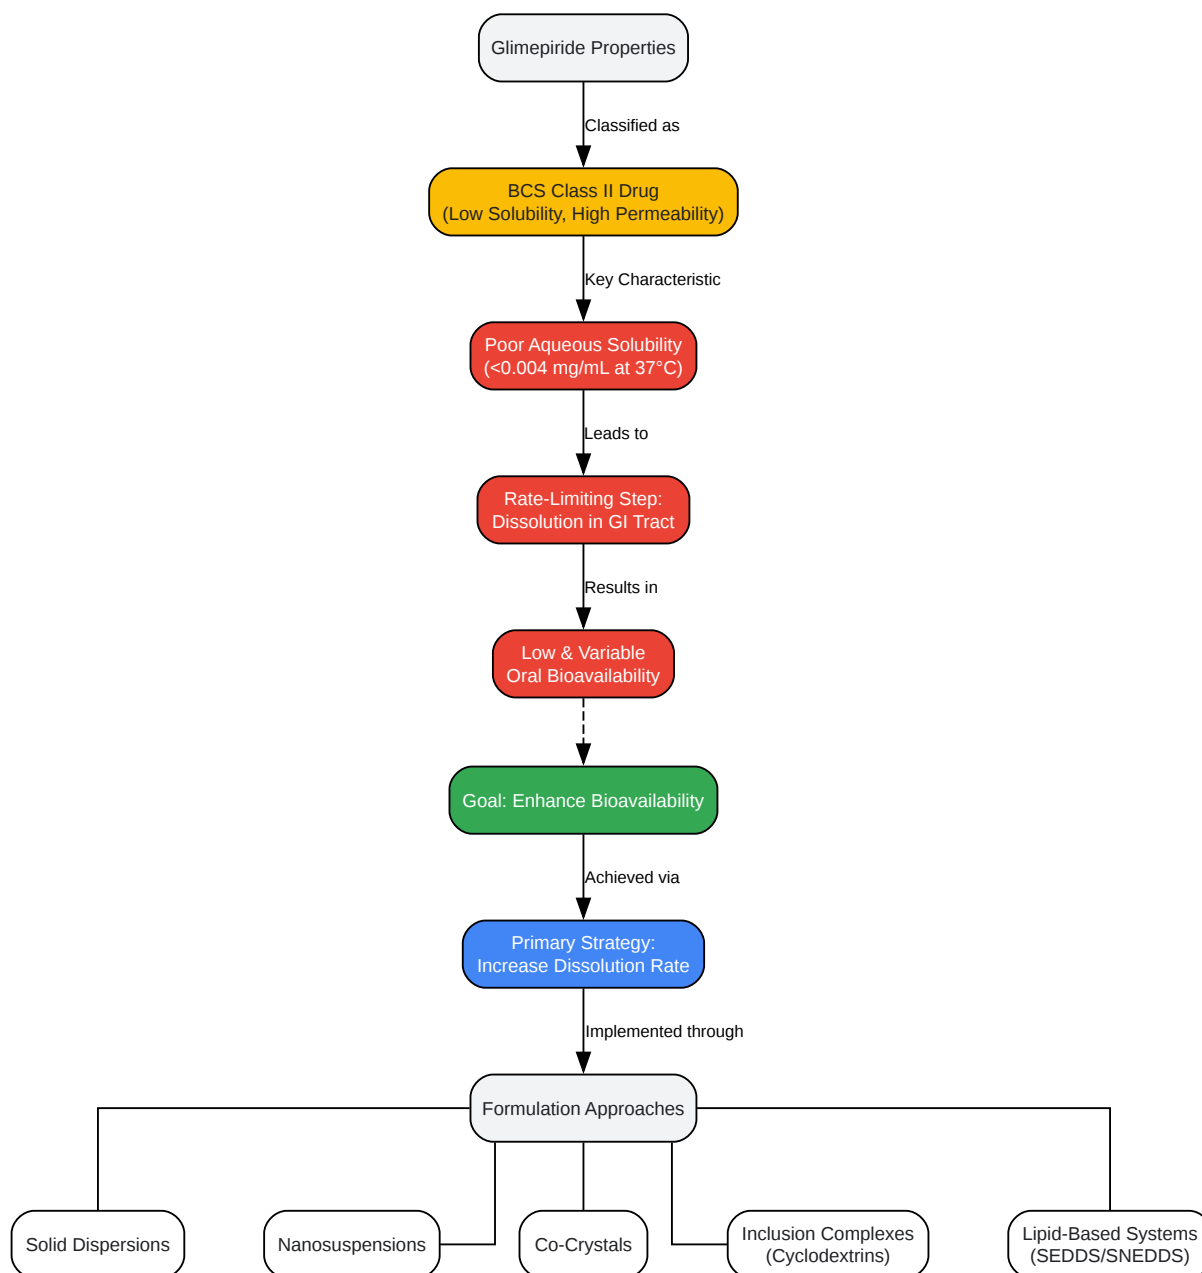 Glimepiride Properties
Classified as
BCS Class II Drug
(Low Solubility, High Permeability)
Key Characteristic
Poor Aqueous Solubility
(<0.004 mg/mL at 37°C)
Leads to
Rate-Limiting Step:
Dissolution in GI Tract
Results in
Low & Variable
Oral Bioavailability
Goal: Enhance Bioavailability
Achieved via
Primary Strategy:
Increase Dissolution Rate
Implemented through
Formulation Approaches
Solid Dispersions
Nanosuspensions
Co-Crystals
Inclusion Complexes
(Cyclodextrins)
Lipid-Based Systems
(SEDDS/SNEDDS)